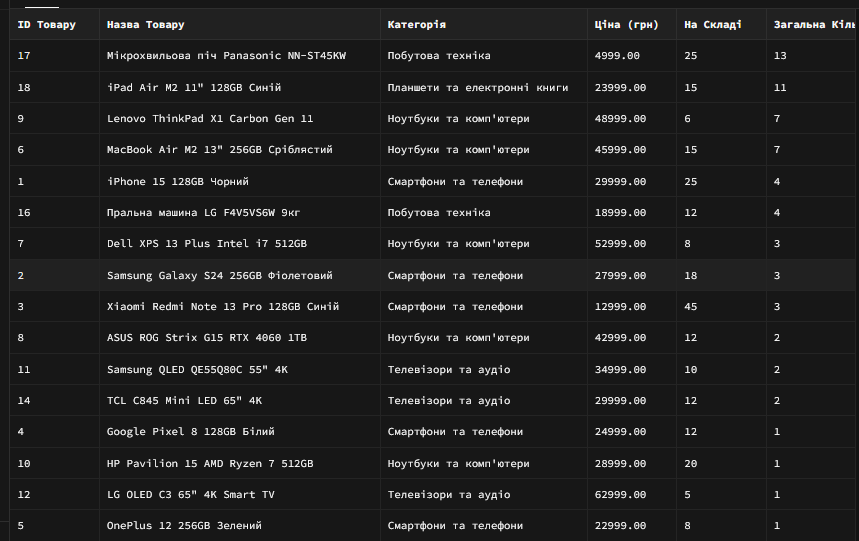 ID Товару Назва Товару Категорія Ціна (грн) На Складі Загальна Кіль
17 Мікрохвильова піч Panasonic NN-ST45KW Побутова техніка 4999.00 25 13
18 iPad Air M2 11" 128GB Синій Планшети та електронні книги 23999.00 15 11
9 Lenovo ThinkPad X1 Carbon Gen 11 Ноутбуки та комп'ютери 48999.00 6 7
6 MacBook Air M2 13" 256GB Сріблястий Ноутбуки та комп'ютери 45999.00 15 7
1 iPhone 15 128GB Чорний Смартфони та телефони 29999.00 25 4
16 Пральна машина LG F4V5VS6W 9кг Побутова техніка 18999.00 12 4
7 Dell XPS 13 Plus Intel i7 512GB Ноутбуки та комп'ютери 52999.00 8 3
2 Samsung Galaxy S24 256GB Фіолетовий Смартфони та телефони 27999.00 18 3
3 Xiaomi Redmi Note 13 Pro 128GB Синій Смартфони та телефони 12999.00 45 3
8 ASUS ROG Strix G15 RTX 4060 1TB Ноутбуки та комп'ютери 42999.00 12 2
11 Samsung QLED QE55Q80C 55" 4K Телевізори та аудіо 34999.00 10 2
14 TCL C845 Mini LED 65" 4K Телевізори та аудіо 29999.00 12 2
4 Google Pixel 8 128GB Білий Смартфони та телефони 24999.00 12 1
10 HP Pavilion 15 AMD Ryzen 7 512GB Ноутбуки та комп'ютери 28999.00 20 1
12 LG OLED C3 65" 4K Smart TV Телевізори та аудіо 62999.00 5 1
5 OnePlus 12 256GB Зелений Смартфони та телефони 22999.00 8 1